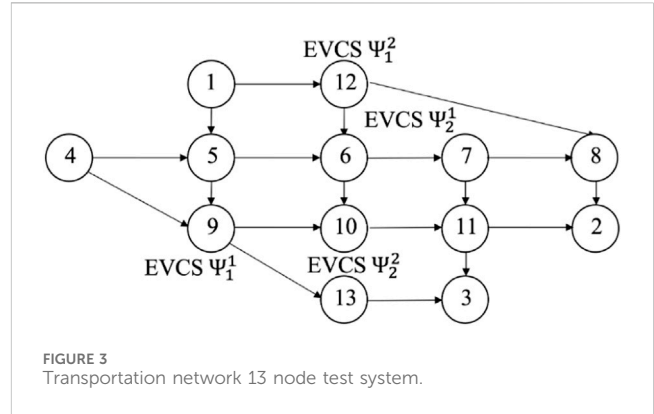 EVCS Ψ₁²
1
12
EVCS Ψ₂¹
4
5
6
7
8
9
10
11
2
EVCS Ψ₁¹
EVCS Ψ₂²
13
3
FIGURE 3
Transportation network 13 node test system.